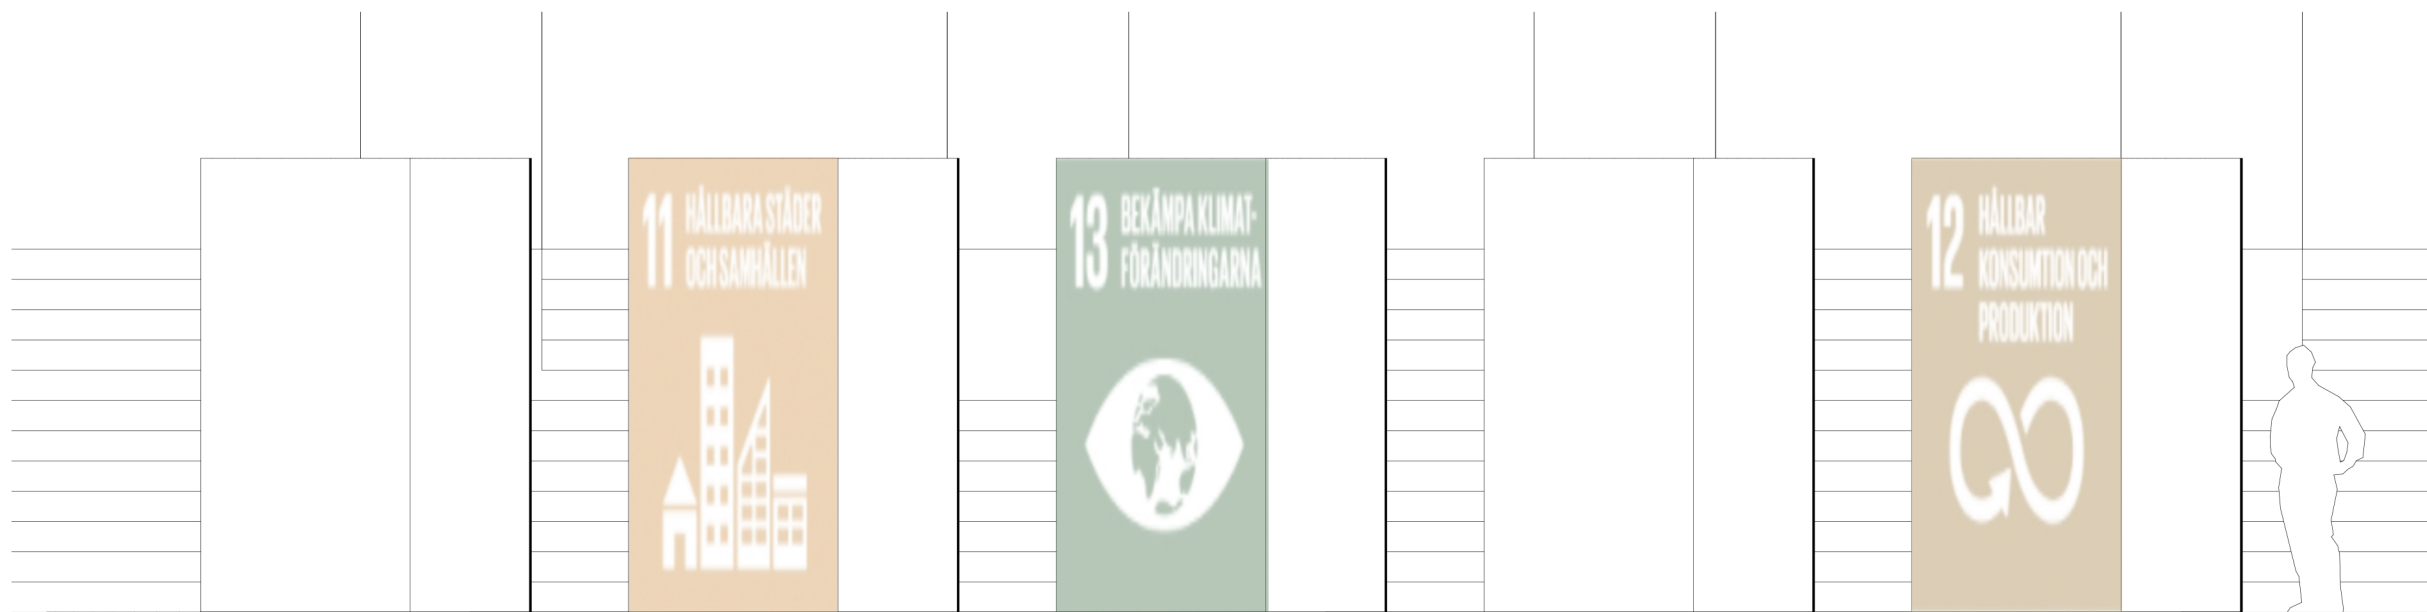 11 HÅLLBARA STÄDER
OCH SAMHÄLLEN
13 BEKÄMPA KLIMAT-
FÖRÄNDRINGARNA
12 HÅLLBAR
KONSUMTION OCH
PRODUKTION